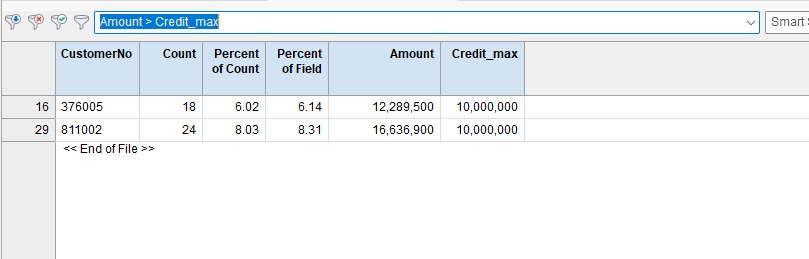 Amount > Credit_max Smart
CustomerNo Count Percent of Count Percent of Field Amount Credit_max
16 376005 18 6.02 6.14 12,289,500 10,000,000
29 811002 24 8.03 8.31 16,636,900 10,000,000
<< End of File >>